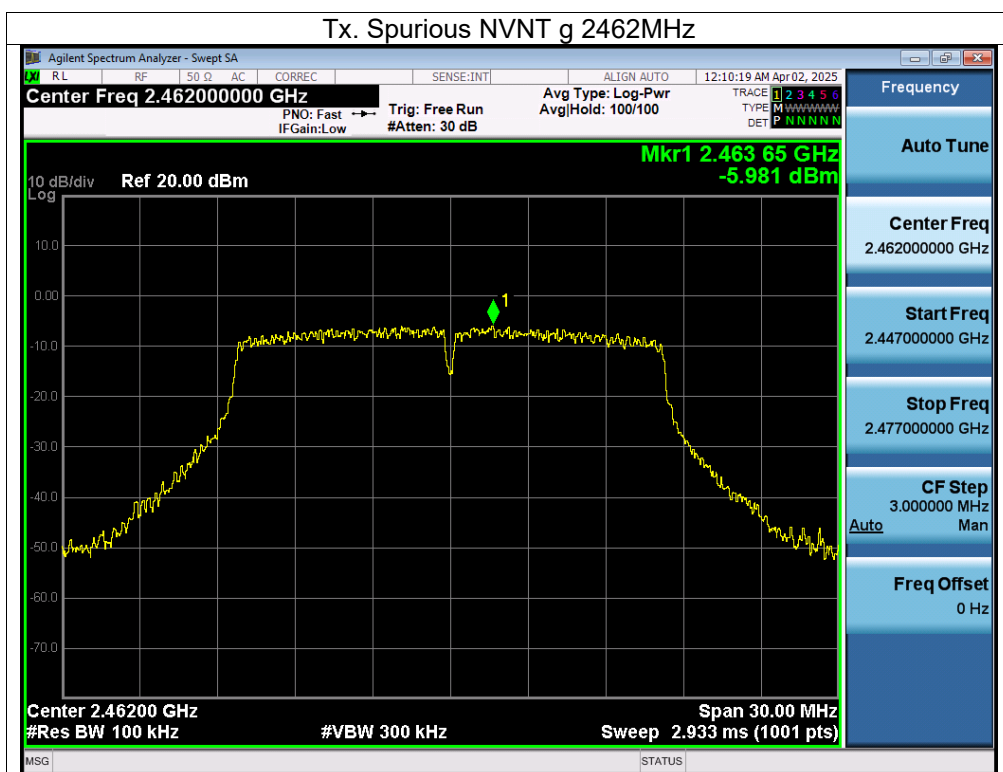 Tx. Spurious NVNT g 2462MHz
Agilent Spectrum Analyzer - Swept SA
LXI RL RF 50 Ω AC CORREC SENSE:INT ALIGN AUTO 12:10:19 AM Apr 02, 2025
Center Freq 2.462000000 GHz
PNO: Fast
IFGain:Low
Trig: Free Run
#Atten: 30 dB
Avg Type: Log-Pwr
Avg|Hold: 100/100
TRACE 1 2 3 4 5 6
TYPE M WWWWW
DET P N N N N N
Mkr1 2.463 65 GHz
-5.981 dBm
10 dB/div Ref 20.00 dBm
Log
10.0
0.00
1
-10.0
-20.0
-30.0
-40.0
-50.0
-60.0
-70.0
Center 2.46200 GHz Span 30.00 MHz
#Res BW 100 kHz #VBW 300 kHz Sweep 2.933 ms (1001 pts)
MSG STATUS
Frequency
Auto Tune
Center Freq
2.462000000 GHz
Start Freq
2.447000000 GHz
Stop Freq
2.477000000 GHz
CF Step
3.000000 MHz
Auto Man
Freq Offset
0 Hz